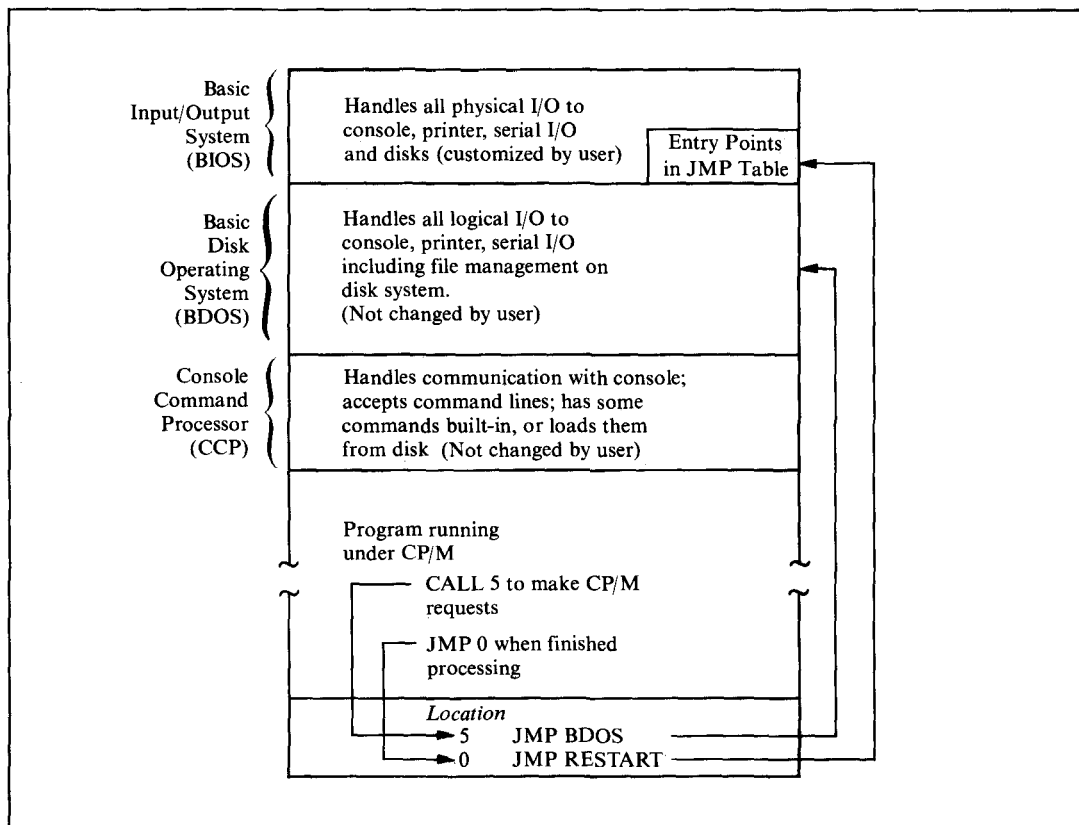 Basic
Input/Output
System
(BIOS)
Handles all physical I/O to
console, printer, serial I/O
and disks (customized by user)
Entry Points
in JMP Table
Basic
Disk
Operating
System
(BDOS)
Handles all logical I/O to
console, printer, serial I/O
including file management on
disk system.
(Not changed by user)
Console
Command
Processor
(CCP)
Handles communication with console;
accepts command lines; has some
commands built-in, or loads them
from disk (Not changed by user)
Program running
under CP/M
CALL 5 to make CP/M
requests
JMP 0 when finished
processing
Location
5 JMP BDOS
0 JMP RESTART